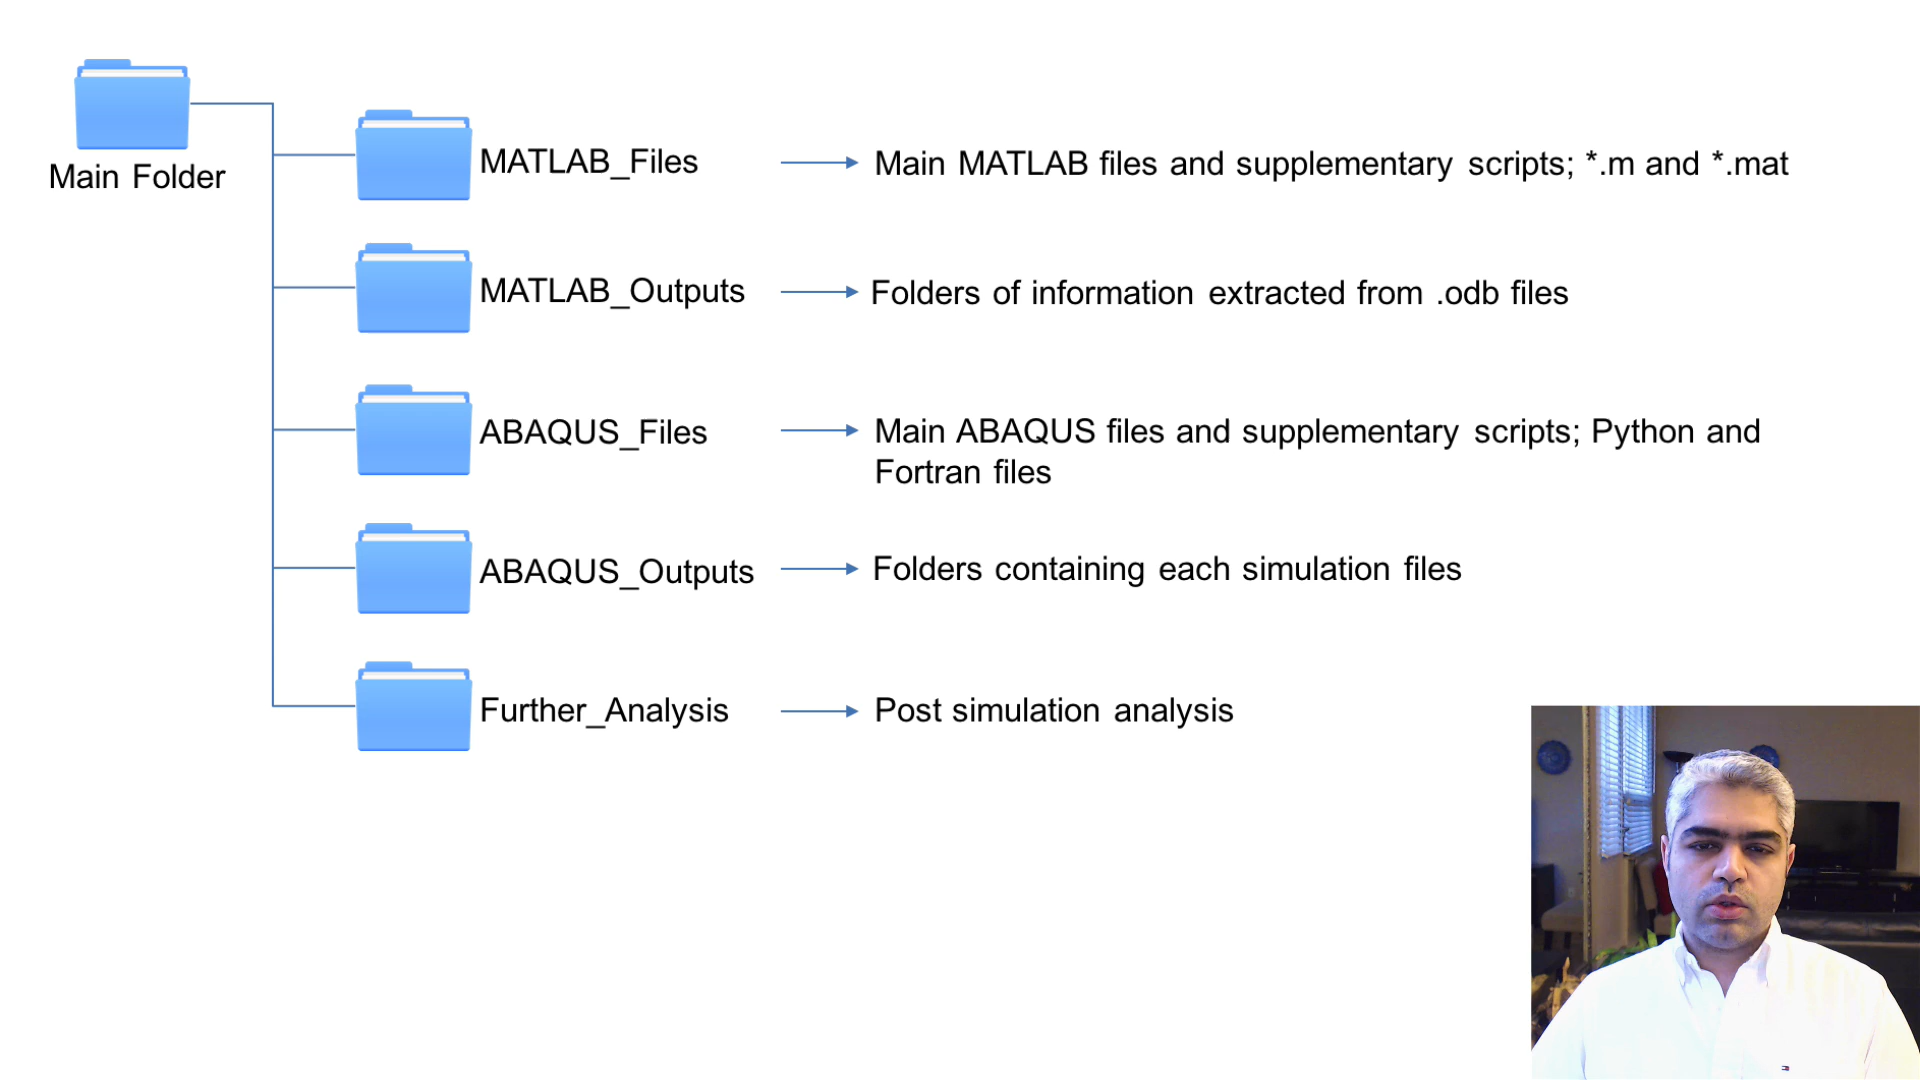 Main Folder
MATLAB_Files
Main MATLAB files and supplementary scripts; *.m and *.mat
MATLAB_Outputs
Folders of information extracted from .odb files
ABAQUS_Files
Main ABAQUS files and supplementary scripts; Python and
Fortran files
ABAQUS_Outputs
Folders containing each simulation files
Further_Analysis
Post simulation analysis